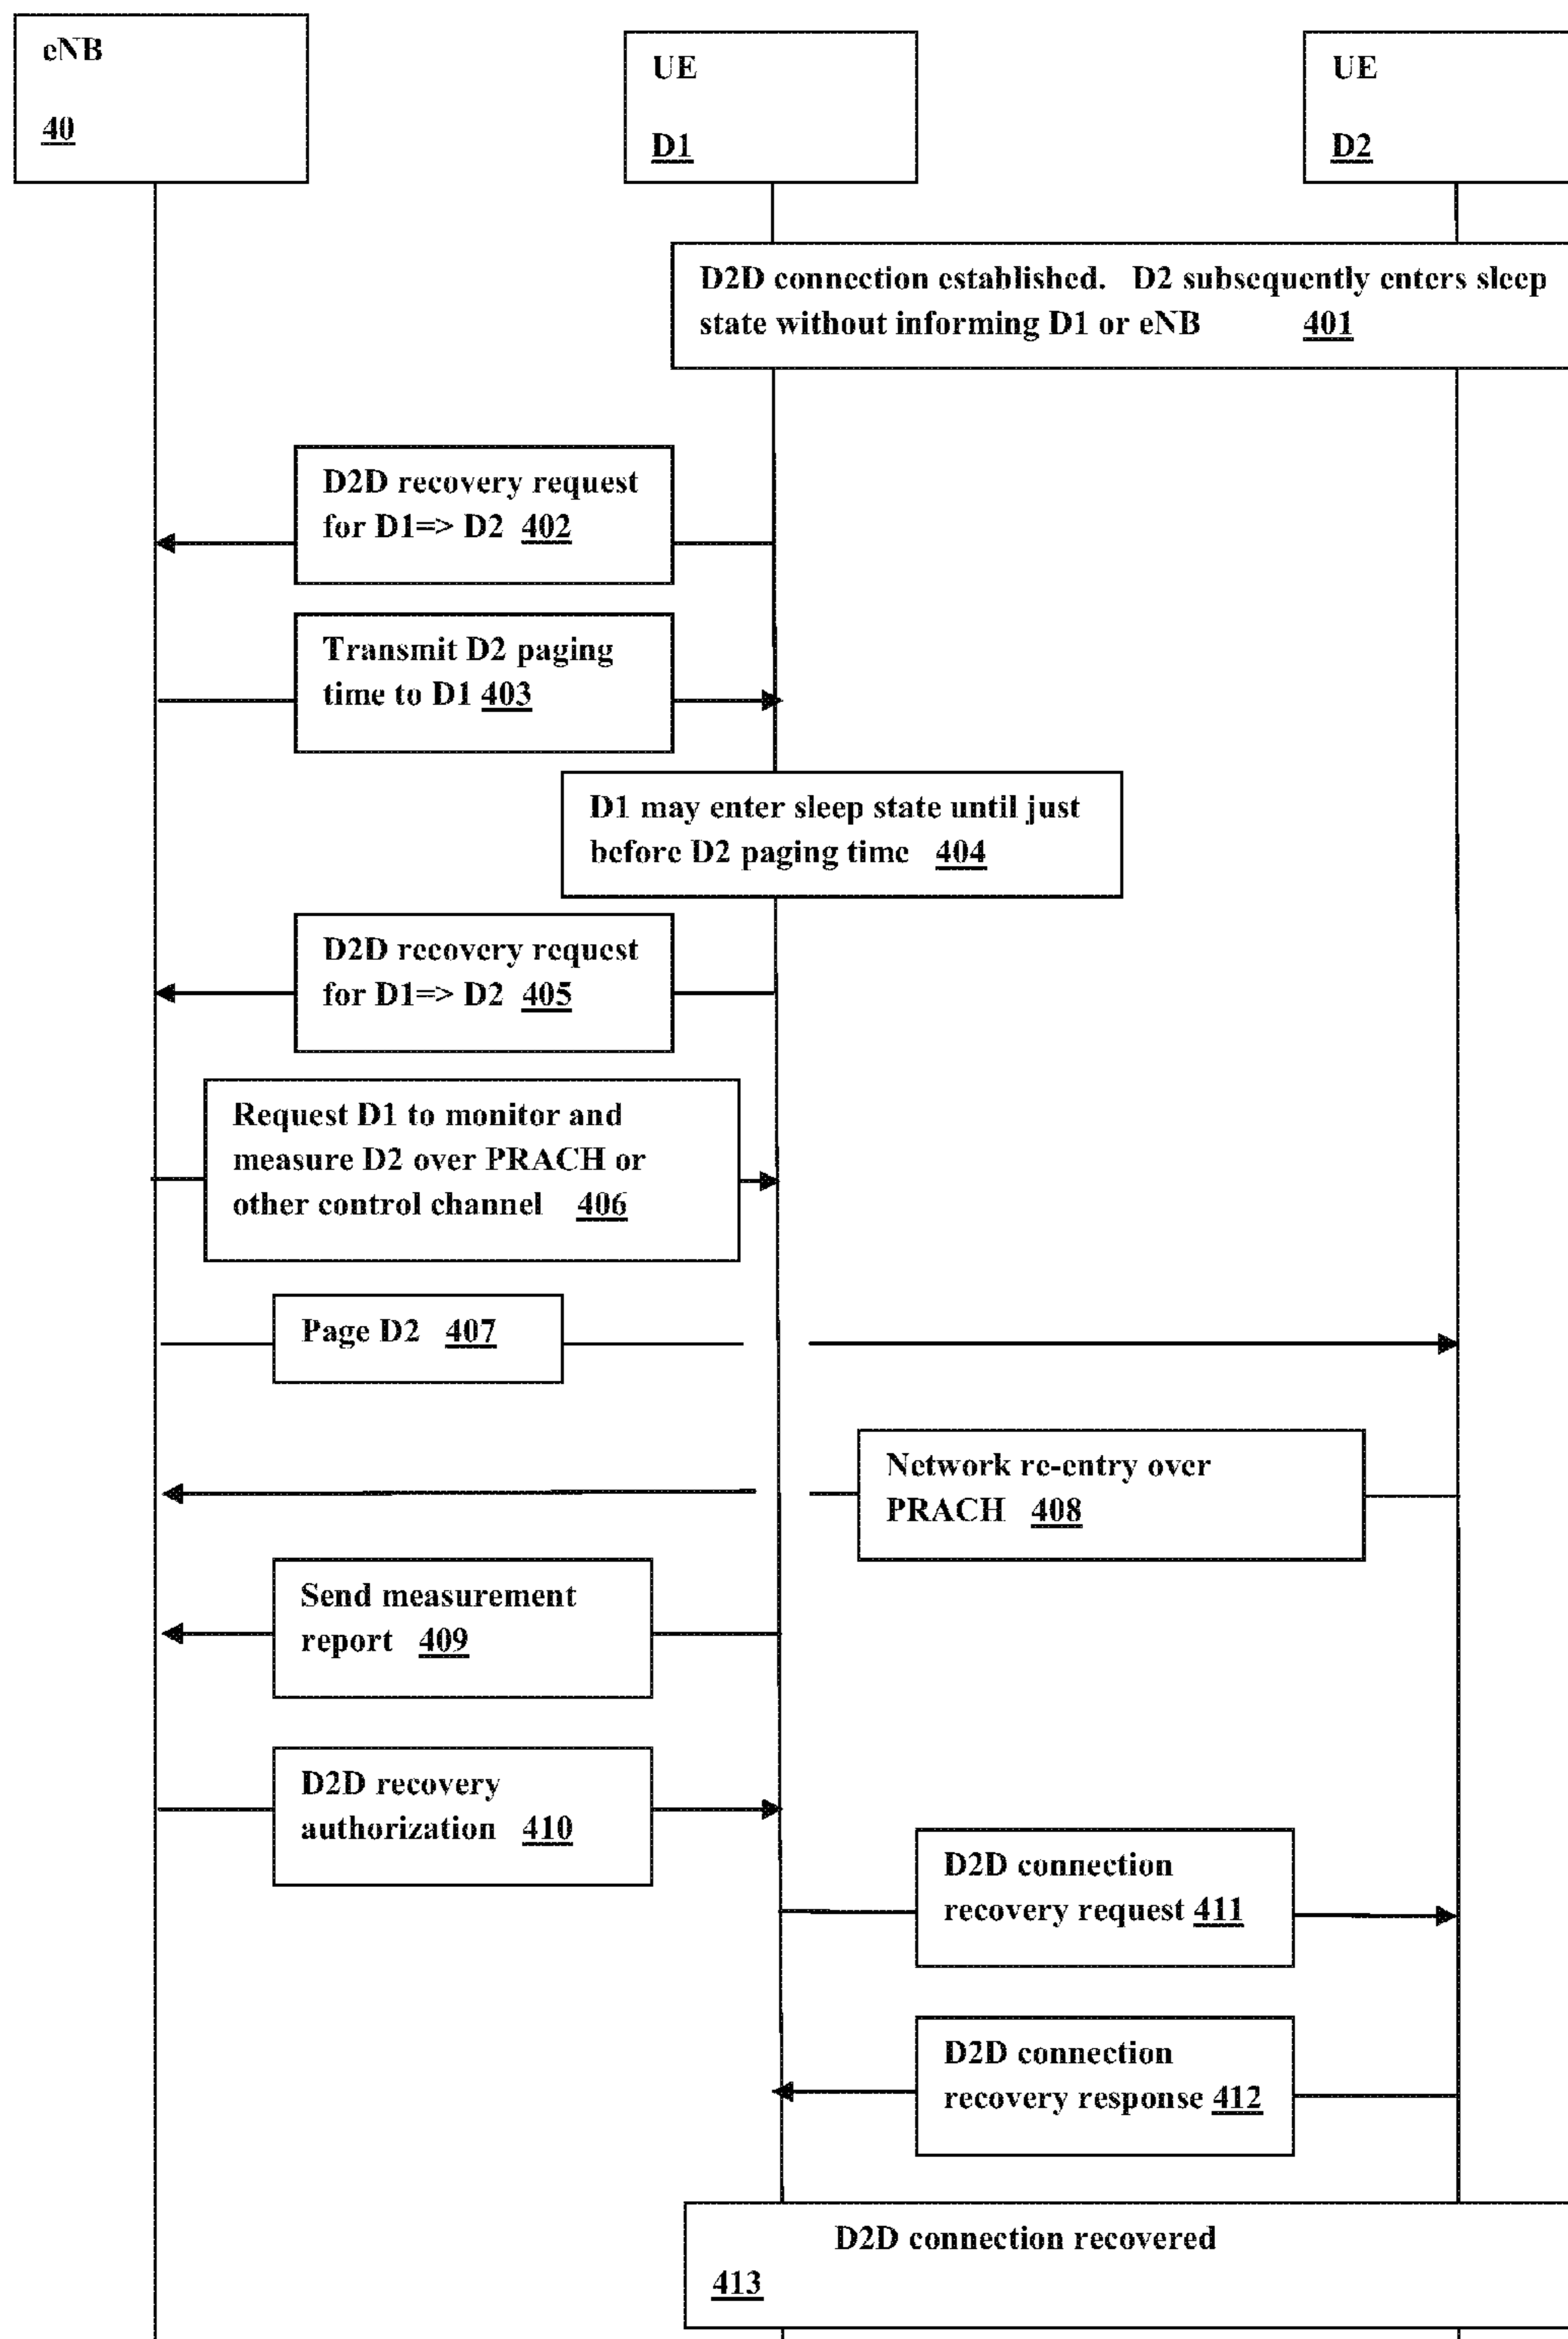 eNB
40
UE
D1
UE
D2
D2D connection established. D2 subsequently enters sleep
state without informing D1 or eNB 401
D2D recovery request
for D1=> D2 402
Transmit D2 paging
time to D1 403
D1 may enter sleep state until just
before D2 paging time 404
D2D recovery request
for D1=> D2 405
Request D1 to monitor and
measure D2 over PRACH or
other control channel 406
Page D2 407
Network re-entry over
PRACH 408
Send measurement
report 409
D2D recovery
authorization 410
D2D connection
recovery request 411
D2D connection
recovery response 412
D2D connection recovered
413